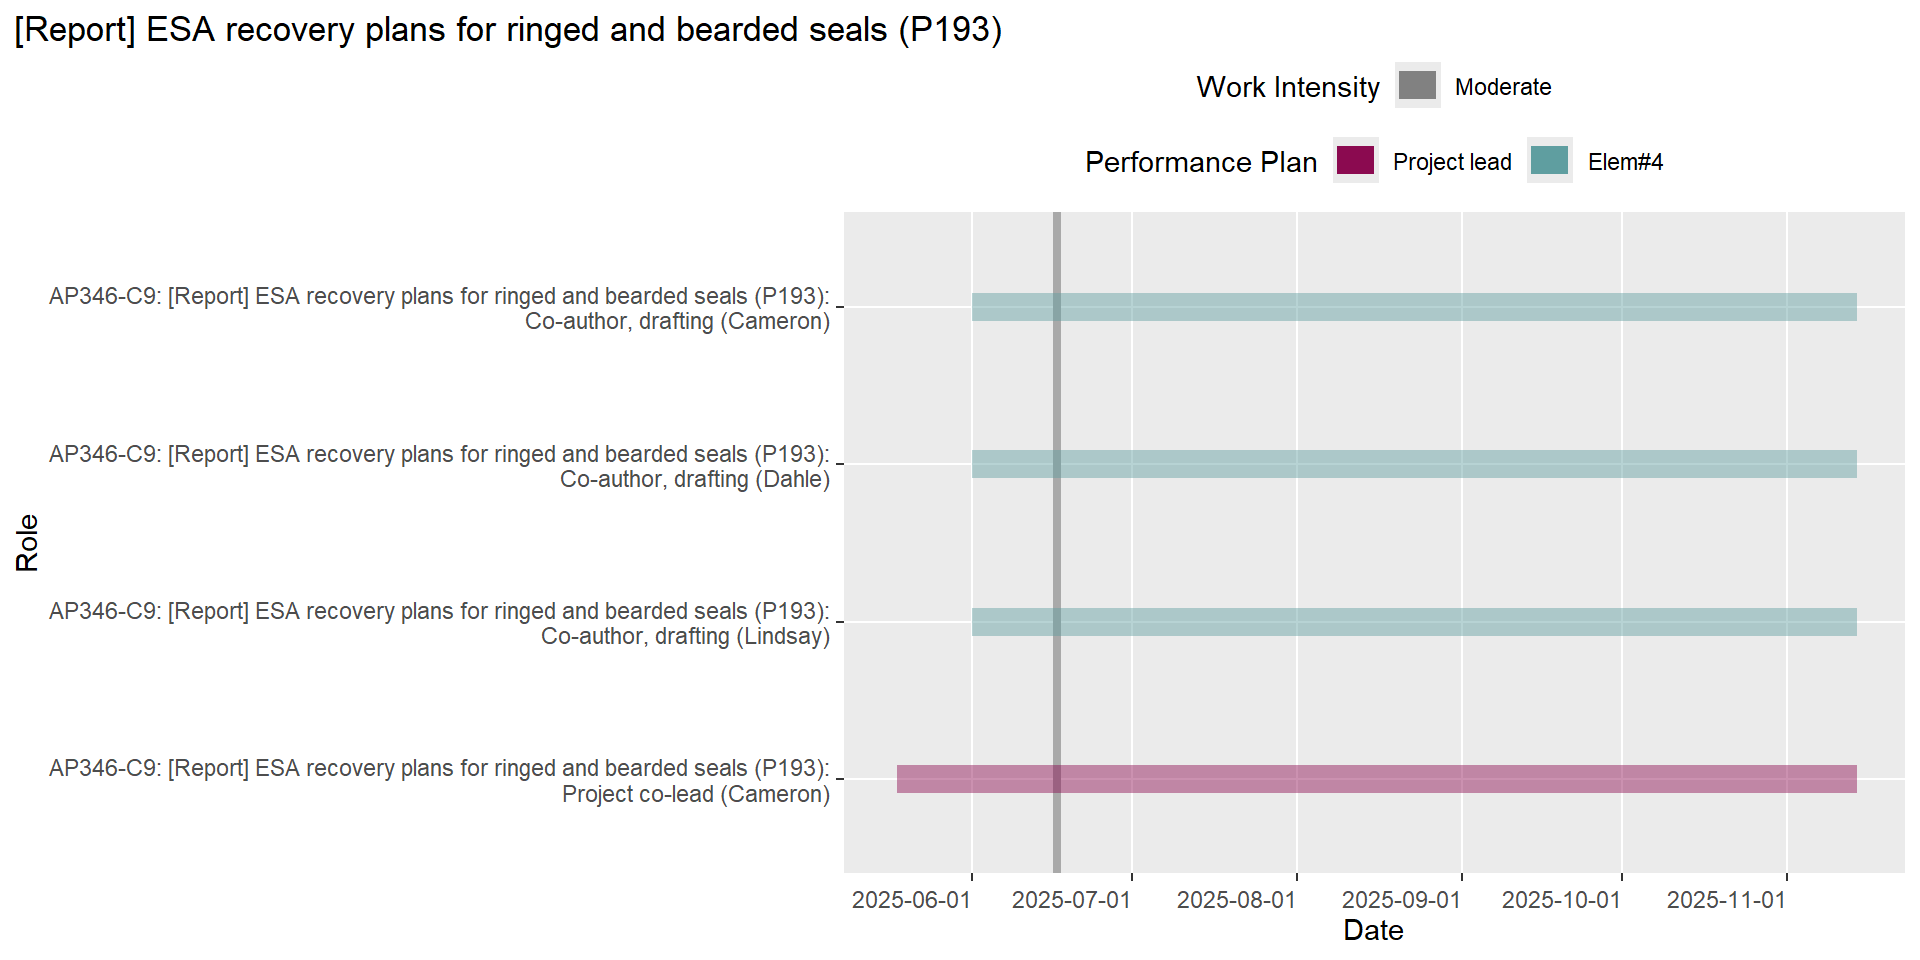 [Report] ESA recovery plans for ringed and bearded seals (P193)
Work Intensity
Moderate
Performance Plan
Project lead
Elem#4
AP346-C9: [Report] ESA recovery plans for ringed and bearded seals (P193):
Co-author, drafting (Cameron)
AP346-C9: [Report] ESA recovery plans for ringed and bearded seals (P193):
Co-author, drafting (Dahle)
AP346-C9: [Report] ESA recovery plans for ringed and bearded seals (P193):
Co-author, drafting (Lindsay)
AP346-C9: [Report] ESA recovery plans for ringed and bearded seals (P193):
Project co-lead (Cameron)
Role
2025-06-01
2025-07-01
2025-08-01
2025-09-01
2025-10-01
2025-11-01
Date